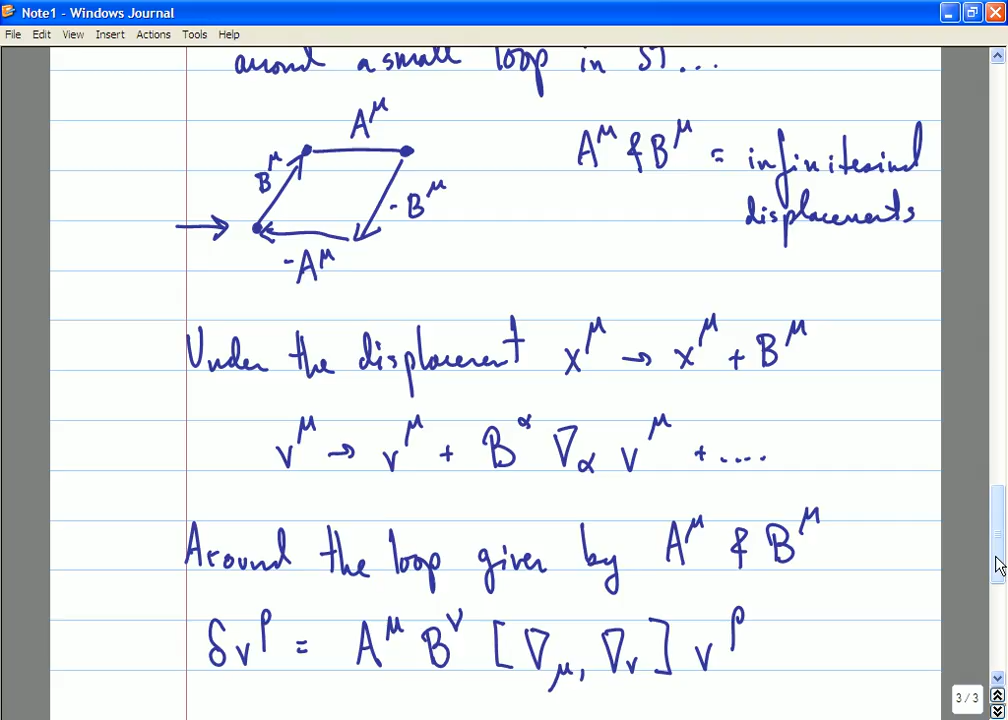 Note1 - Windows Journal
File Edit View Insert Actions Tools Help
around a small loop in ST...
A^μ
B^μ
-B^μ
-A^μ
A^μ & B^μ = infinitesimal
displacements
Under the displacement x^μ → x^μ + B^μ
v^μ → v^μ + B^α ∇_α v^μ + ....
Around the loop given by A^μ & B^μ
δv^ρ = A^μ B^ν [∇_μ, ∇_ν] v^ρ
3/3